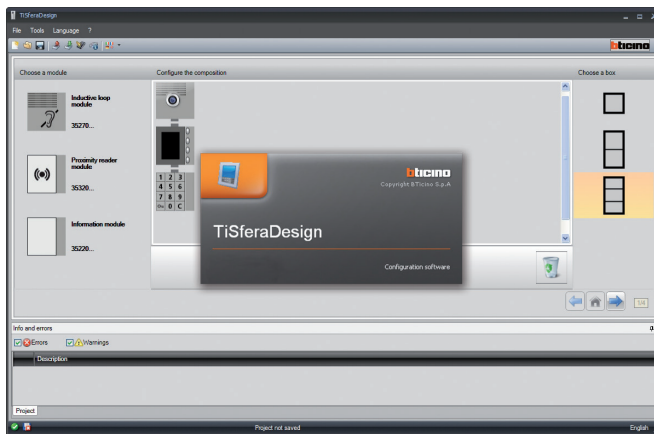 TiSferaDesign
File Tools Language ?
bticino
Choose a module
Configure the composition
Choose a box
Inductive loop
module
35270...
Proximity reader
module
35320...
Information module
35220...
1 2 3
4 5 6
7 8 9
0 C
bticino
Copyright BTicino S.p.A
TiSferaDesign
Configuration software
1/4
Info and errors
Errors Warnings
Description
Project
Project not saved
English